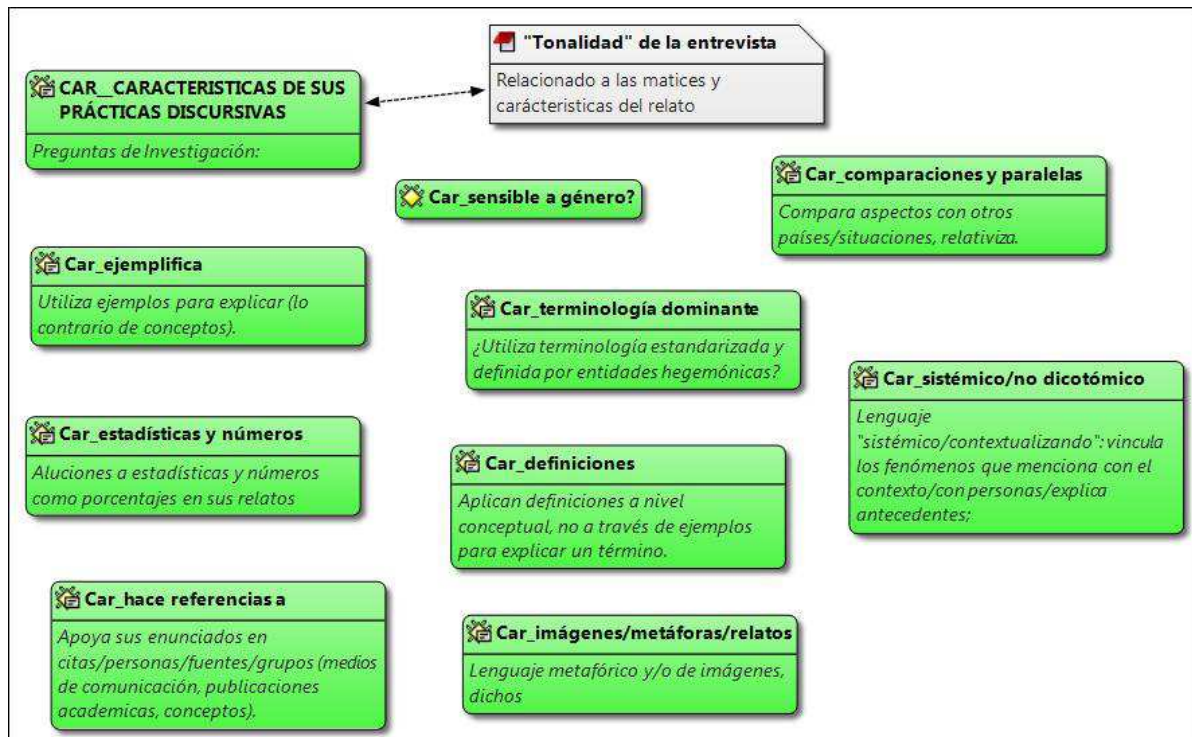 "Tonalidad" de la entrevista
Relacionado a las matices y
carácteristicas del relato
CAR__CARACTERISTICAS DE SUS
PRÁCTICAS DISCURSIVAS
Preguntas de Investigación:
Car_sensible a género?
Car_comparaciones y paralelas
Compara aspectos con otros
países/situaciones, relativiza.
Car_ejemplifica
Utiliza ejemplos para explicar (lo
contrario de conceptos).
Car_terminología dominante
¿Utiliza terminología estandarizada y
definida por entidades hegemónicas?
Car_sistémico/no dicotómico
Lenguaje
"sistémico/contextualizando": vincula
los fenómenos que menciona con el
contexto/con personas/explica
antecedentes;
Car_estadísticas y números
Aluciones a estadísticas y números
como porcentajes en sus relatos
Car_definiciones
Aplican definiciones a nivel
conceptual, no a través de ejemplos
para explicar un término.
Car_hace referencias a
Apoya sus enunciados en
citas/personas/fuentes/grupos (medios
de comunicación, publicaciones
academicas, conceptos).
Car_imágenes/metáforas/relatos
Lenguaje metafórico y/o de imágenes,
dichos